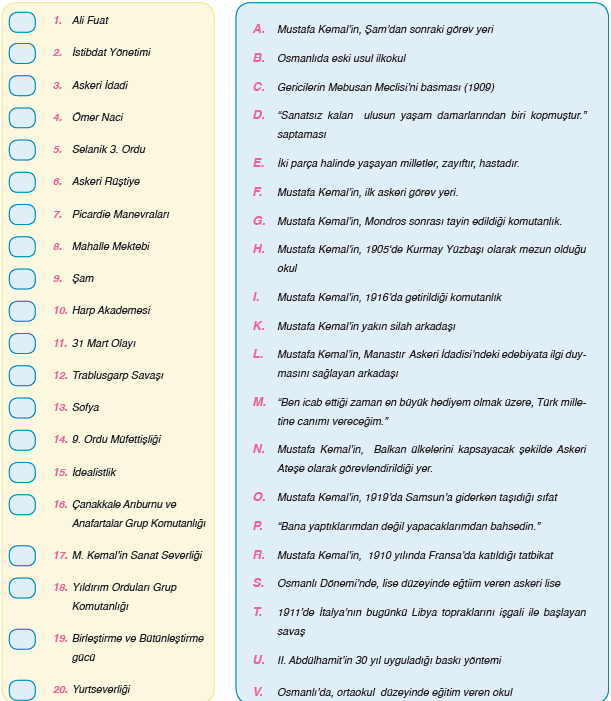 1. Ali Fuat
2. İstibdat Yönetimi
3. Askeri İdadi
4. Ömer Naci
5. Selanik 3. Ordu
6. Askeri Rüştiye
7. Picardie Manevraları
8. Mahalle Mektebi
9. Şam
10. Harp Akademesi
11. 31 Mart Olayı
12. Trablusgarp Savaşı
13. Sofya
14. 9. Ordu Müfettişliği
15. İdealistlik
16. Çanakkale Arıburnu ve
Anafartalar Grup Komutanlığı
17. M. Kemal'in Sanat Severliği
18. Yıldırım Orduları Grup
Komutanlığı
19. Birleştirme ve Bütünleştirme
gücü
20. Yurtseverliği
A. Mustafa Kemal'in, Şam'dan sonraki görev yeri
B. Osmanlıda eski usul ilkokul
C. Gericilerin Mebusan Meclisi'ni basması (1909)
D. “Sanatsız kalan ulusun yaşam damarlarından biri kopmuştur.”
saptaması
E. İki parça halinde yaşayan milletler, zayıftır, hastadır.
F. Mustafa Kemal'in, ilk askeri görev yeri.
G. Mustafa Kemal'in, Mondros sonrası tayin edildiği komutanlık.
H. Mustafa Kemal'in, 1905'de Kurmay Yüzbaşı olarak mezun olduğu
okul
I. Mustafa Kemal'in, 1916'da getirildiği komutanlık
K. Mustafa Kemal'in yakın silah arkadaşı
L. Mustafa Kemal'in, Manastır Askeri İdadisi'ndeki edebiyata ilgi duy-
masını sağlayan arkadaşı
M. “Ben icab ettiği zaman en büyük hediyem olmak üzere, Türk mille-
tine canımı vereceğim.”
N. Mustafa Kemal'in, Balkan ülkelerini kapsayacak şekilde Askeri
Ateşe olarak görevlendirildiği yer.
O. Mustafa Kemal'in, 1919'da Samsun'a giderken taşıdığı sıfat
P. “Bana yaptıklarımdan değil yapacaklarımdan bahsedin.”
R. Mustafa Kemal'in, 1910 yılında Fransa'da katıldığı tatbikat
S. Osmanlı Dönemi'nde, lise düzeyinde eğtiim veren askeri lise
T. 1911'de İtalya'nın bugünkü Libya topraklarını işgali ile başlayan
savaş
U. II. Abdülhamit'in 30 yıl uyguladığı baskı yöntemi
V. Osmanlı'da, ortaokul düzeyinde eğitim veren okul